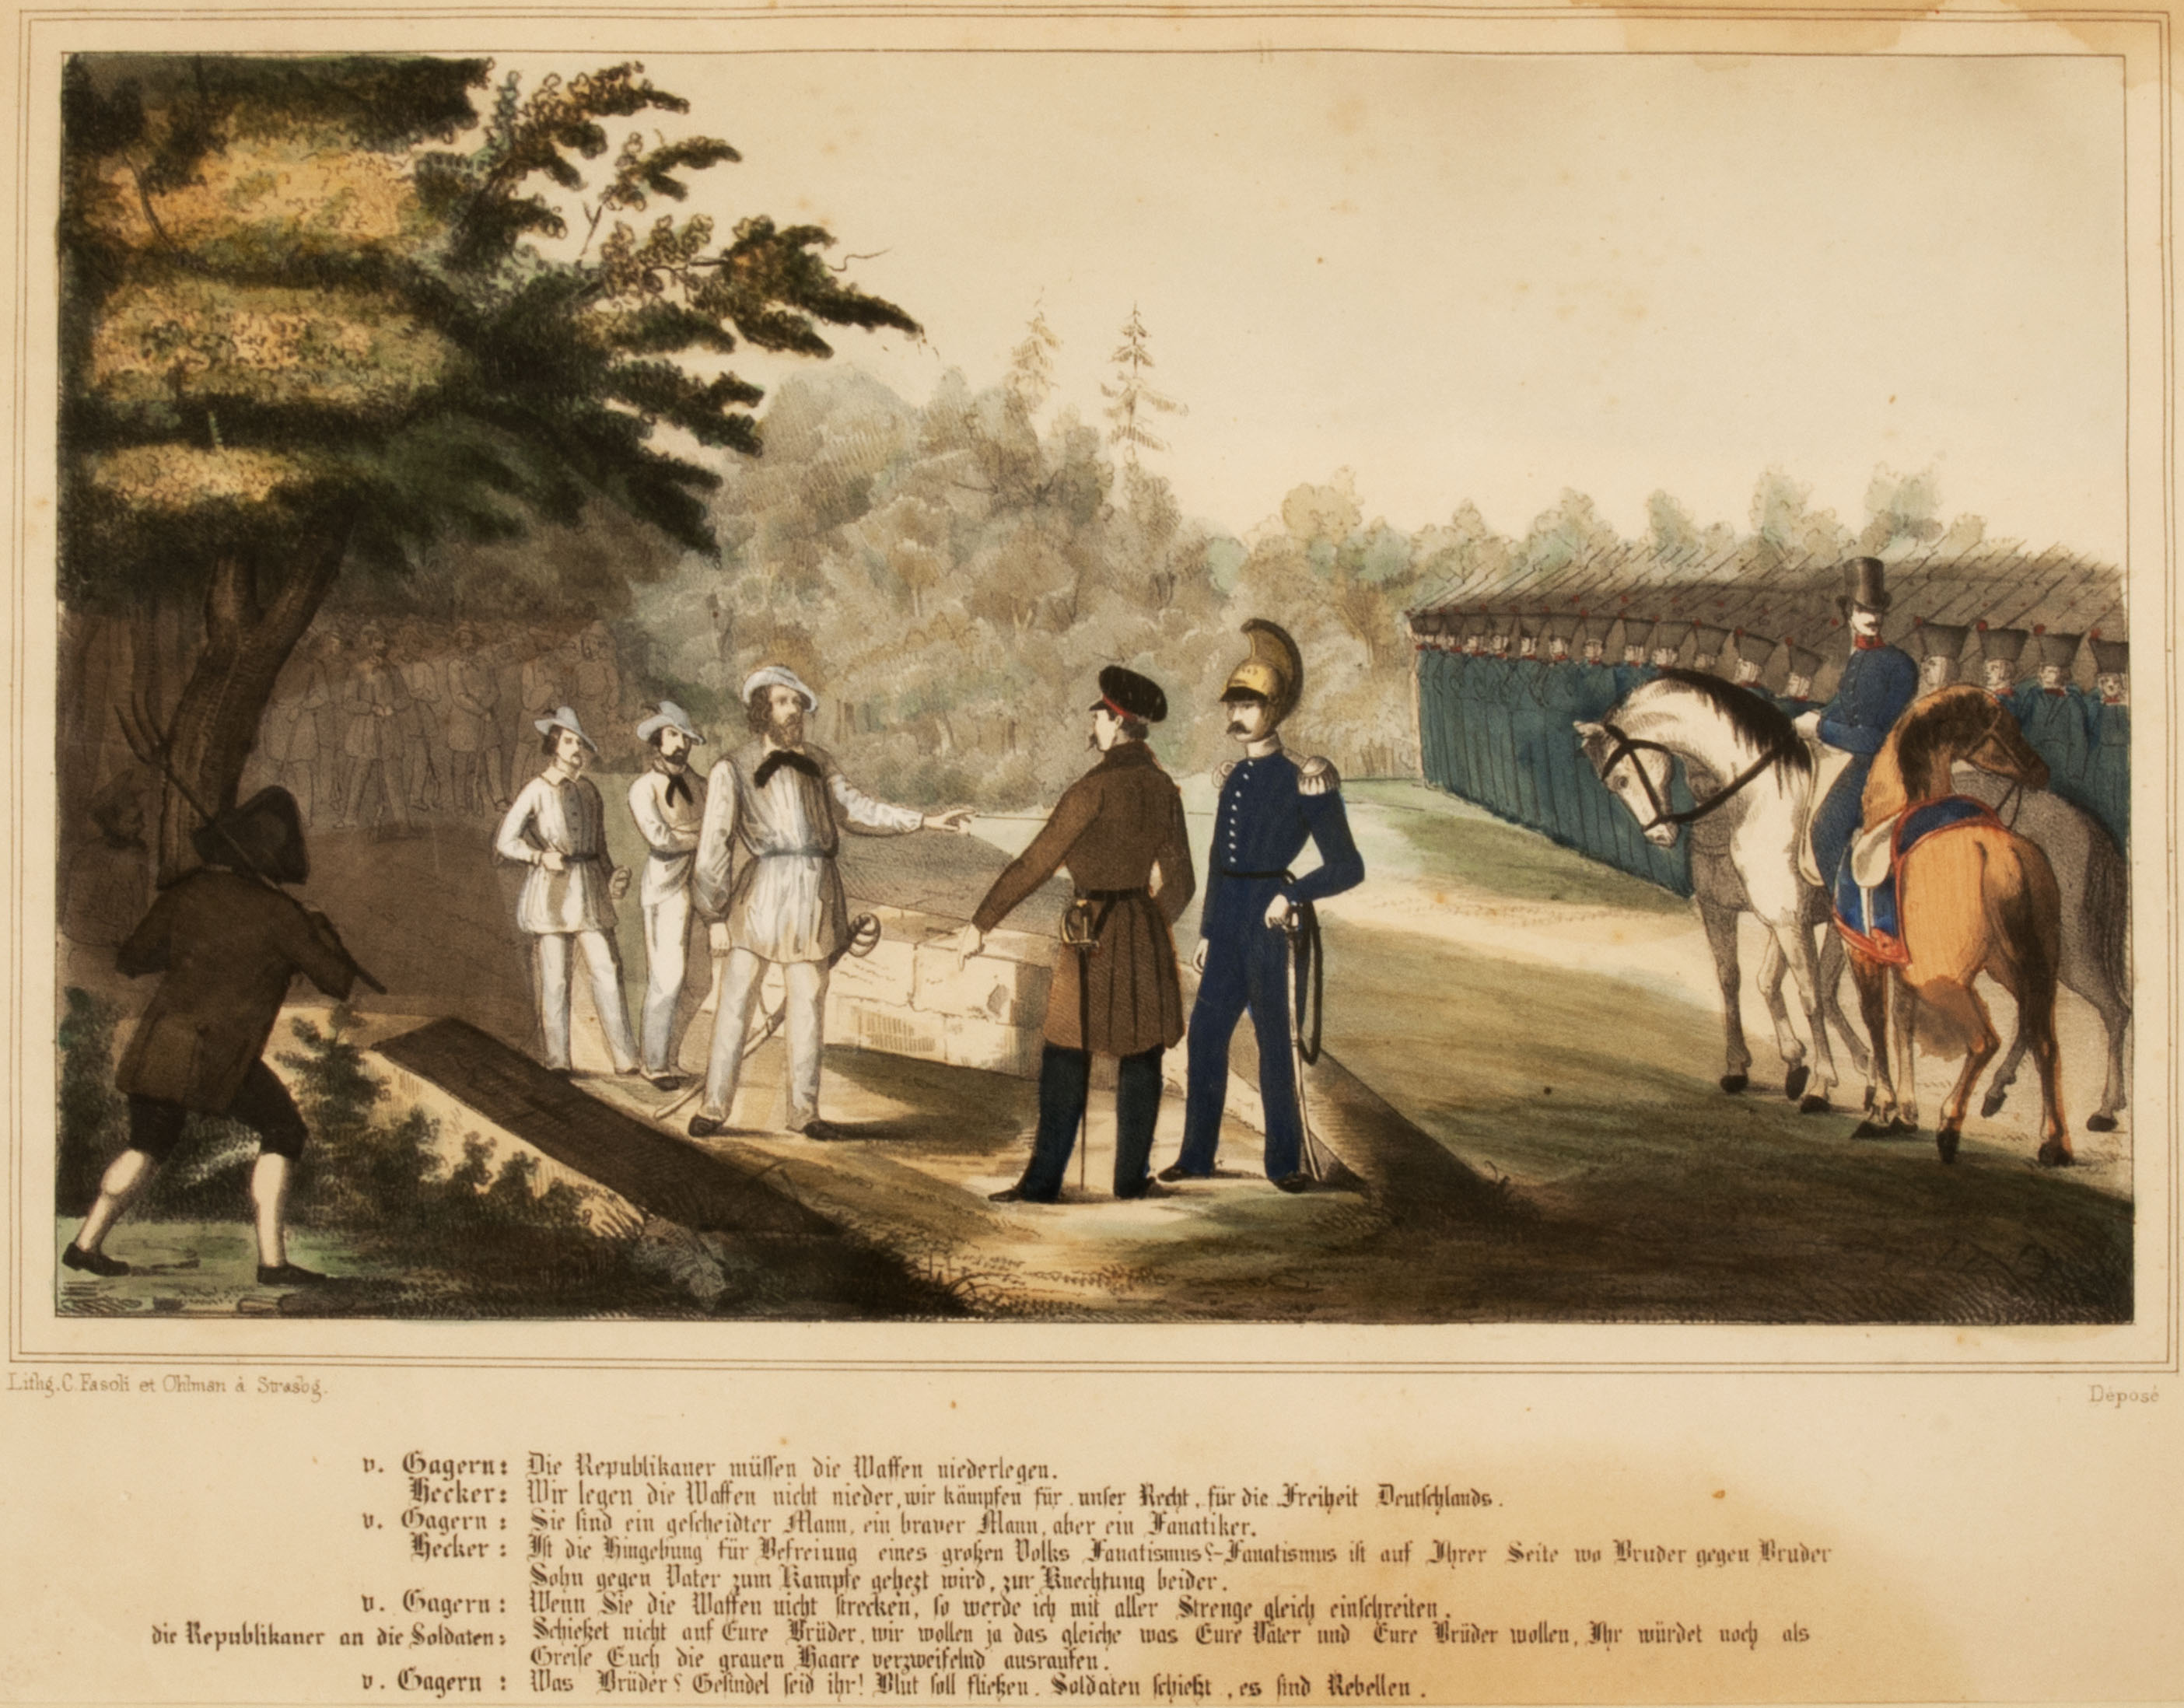 Lithg. C. Fasoli et Ohlman à Strasbg.
Déposé
v. Gagern: Die Republikaner müſſen die Waffen niederlegen.
Hecker: Wir legen die Waffen nicht nieder, wir kämpfen für unſer Recht, für die Freiheit Deutſchlands.
v. Gagern: Sie ſind ein geſcheidter Mann, ein braver Mann, aber ein Fanatiker.
Hecker: Iſt die Hingebung für Befreiung eines großen Volks Fanatismus?–Fanatismus iſt auf Ihrer Seite wo Bruder gegen Bruder
Sohn gegen Vater zum Kampfe gehezt wird, zur Knechtung beider.
v. Gagern: Wenn Sie die Waffen nicht ſtrecken, ſo werde ich mit aller Strenge gleich einſchreiten.
die Republikaner an die Soldaten: Schießet nicht auf Eure Brüder, wir wollen ja das gleiche was Eure Väter und Eure Brüder wollen, Ihr würdet noch als
Greiſe Euch die grauen Haare verzweifelnd ausraufen.
v. Gagern: Was Brüder? Geſindel ſeid ihr! Blut ſoll fließen. Soldaten ſchießt, es ſind Rebellen.